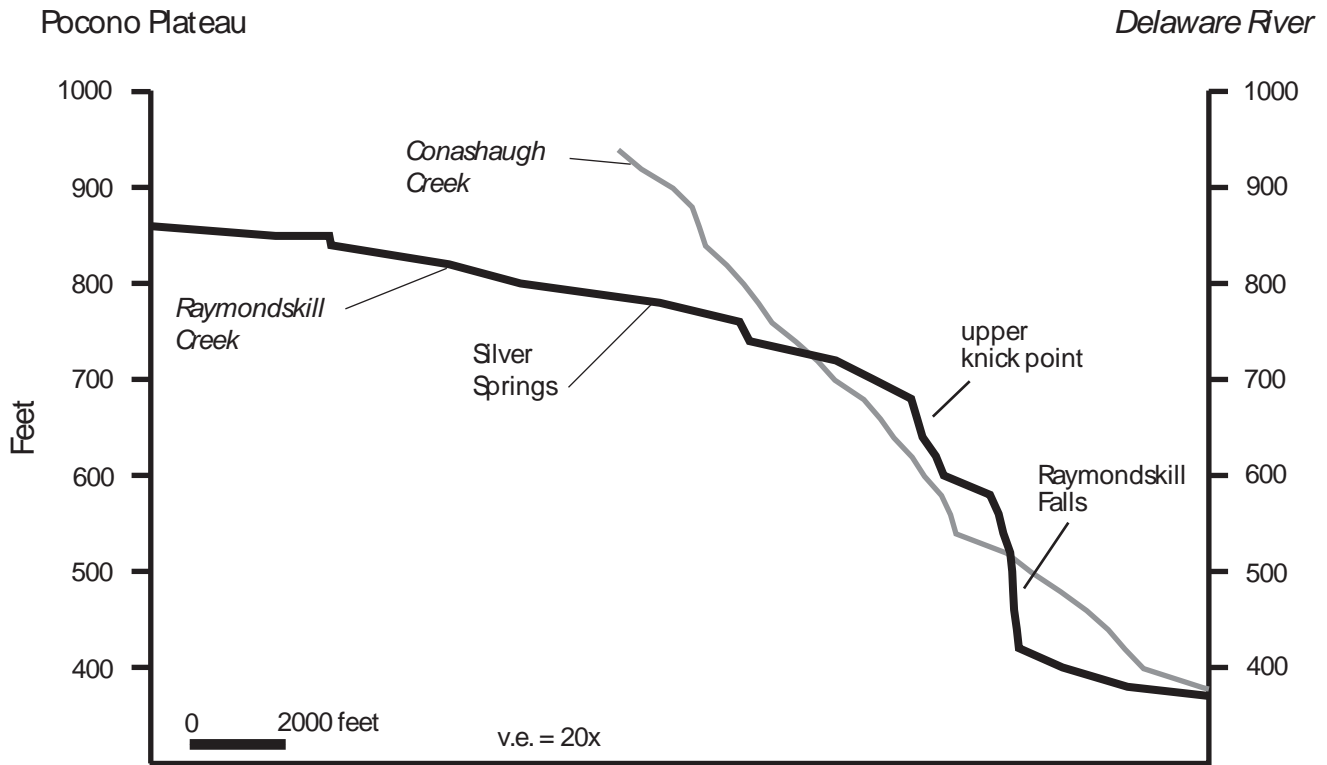 Pocono Plateau
Delaware River
1000
1000
Conashaugh
Creek
900
900
800
800
Raymondskill
Creek
upper
knick point
Silver
Springs
700
700
Feet
600
600
Raymondskill
Falls
500
500
400
400
0 2000 feet
v.e. = 20x